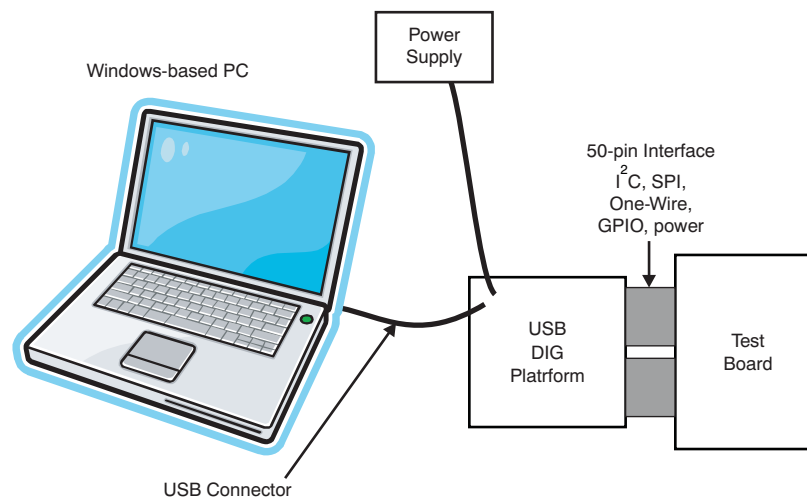 Power
Supply
Windows-based PC
50-pin Interface
I²C, SPI,
One-Wire,
GPIO, power
USB
DIG
Platrform
Test
Board
USB Connector